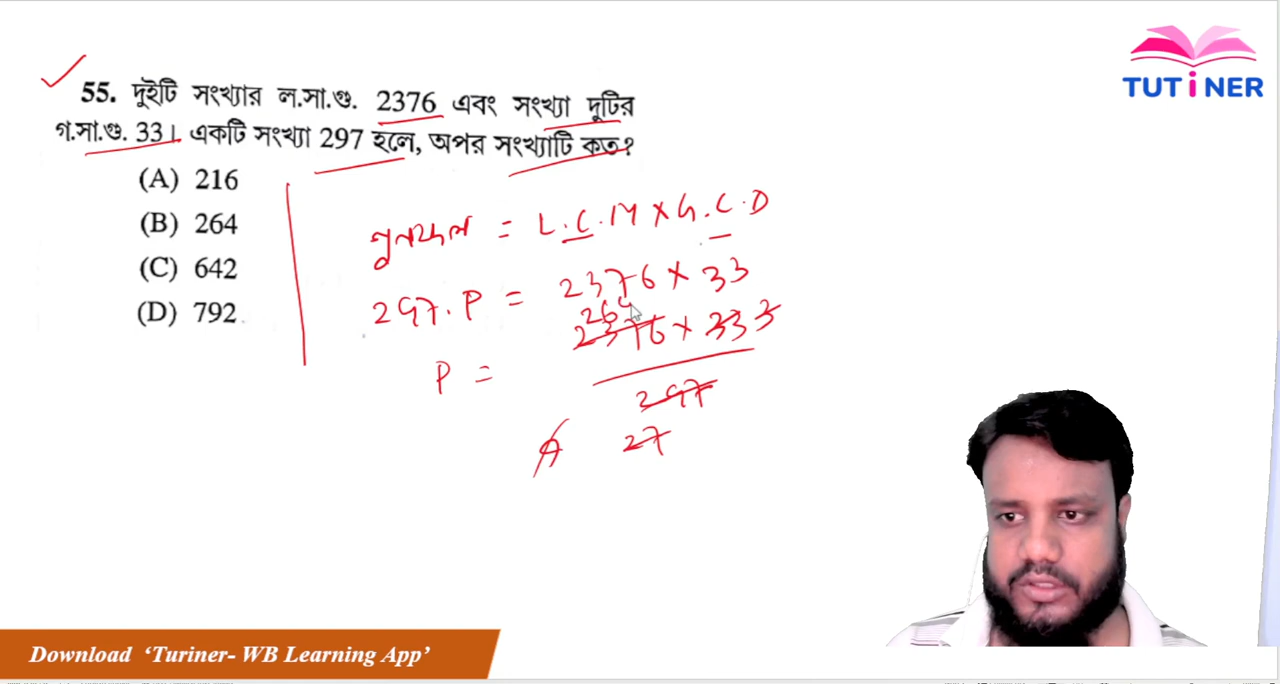 TUTiNER
55. দুইটি সংখ্যার ল.সা.গু. 2376 এবং সংখ্যা দুটির
গ.সা.গু. 33। একটি সংখ্যা 297 হলে, অপর সংখ্যাটি কত?
(A) 216
(B) 264
(C) 642
(D) 792
গুনফল = L.C.M × G.C.D
297.P = 2376 × 33
264
P = 2376 × 33 3
297
27
Download ‘Turiner- WB Learning App’